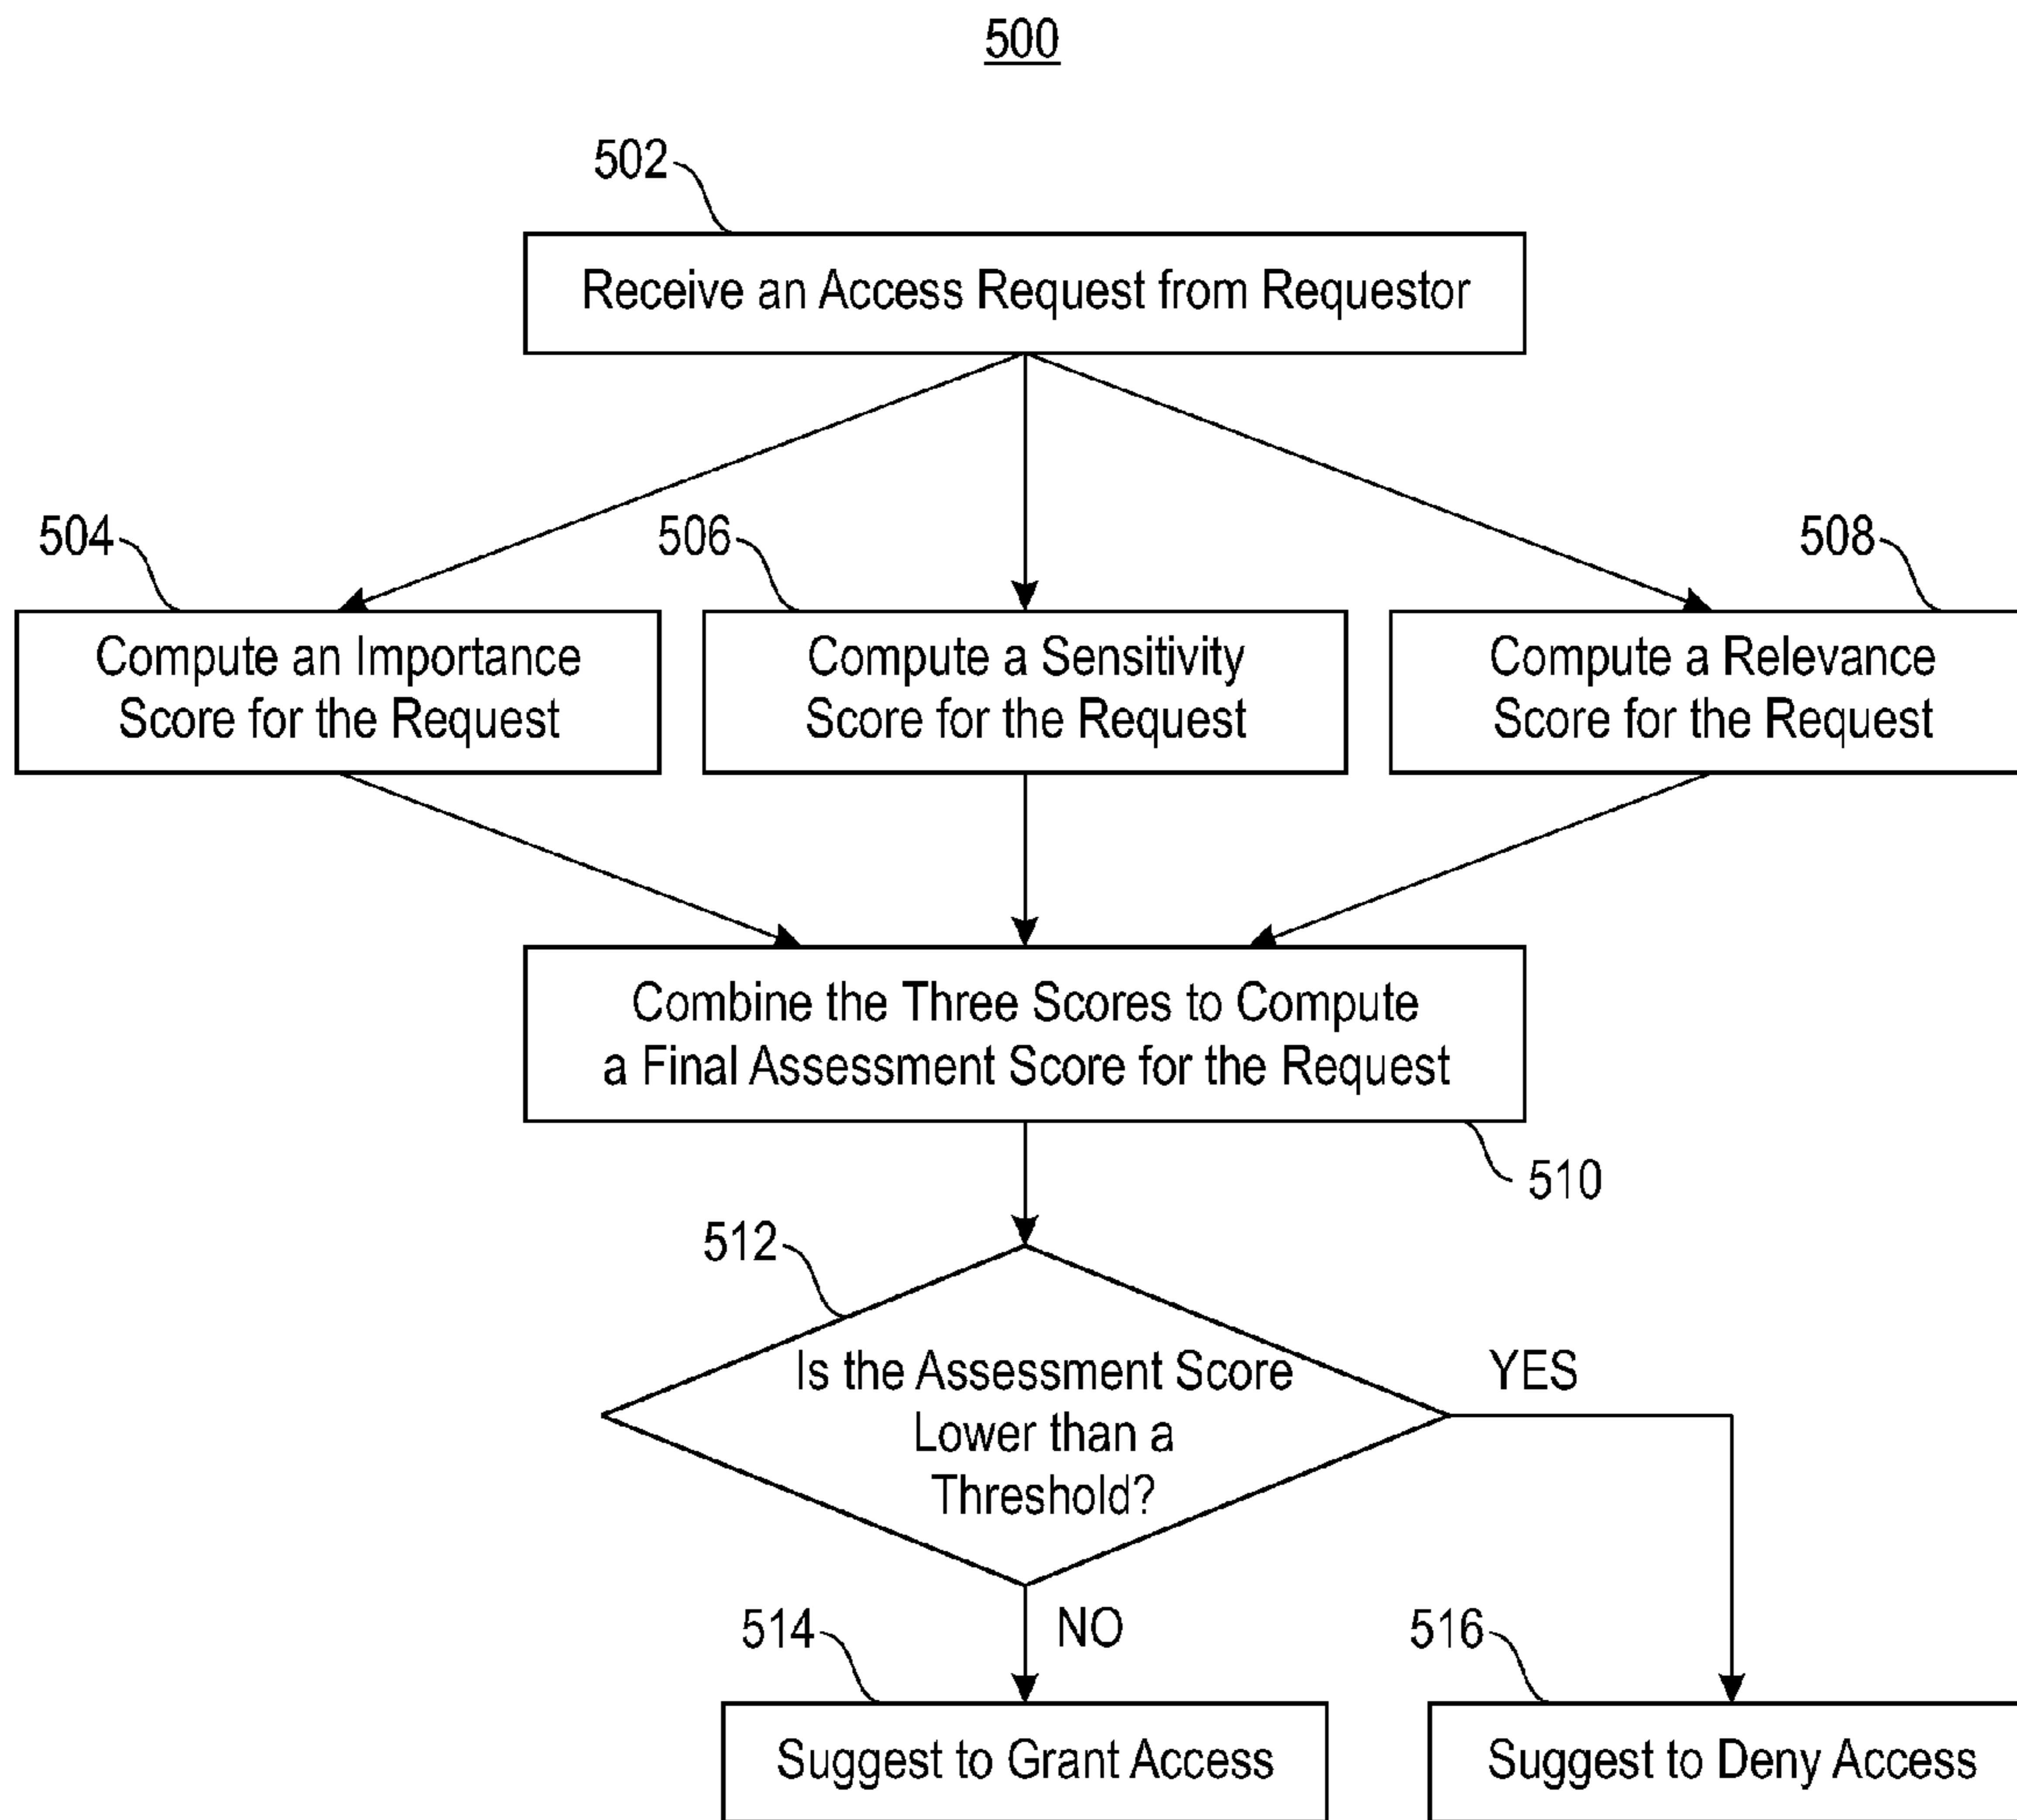 500
502
Receive an Access Request from Requestor
504
506
508
Compute an Importance
Score for the Request
Compute a Sensitivity
Score for the Request
Compute a Relevance
Score for the Request
Combine the Three Scores to Compute
a Final Assessment Score for the Request
510
512
Is the Assessment Score
Lower than a
Threshold?
YES
NO
514
516
Suggest to Grant Access
Suggest to Deny Access